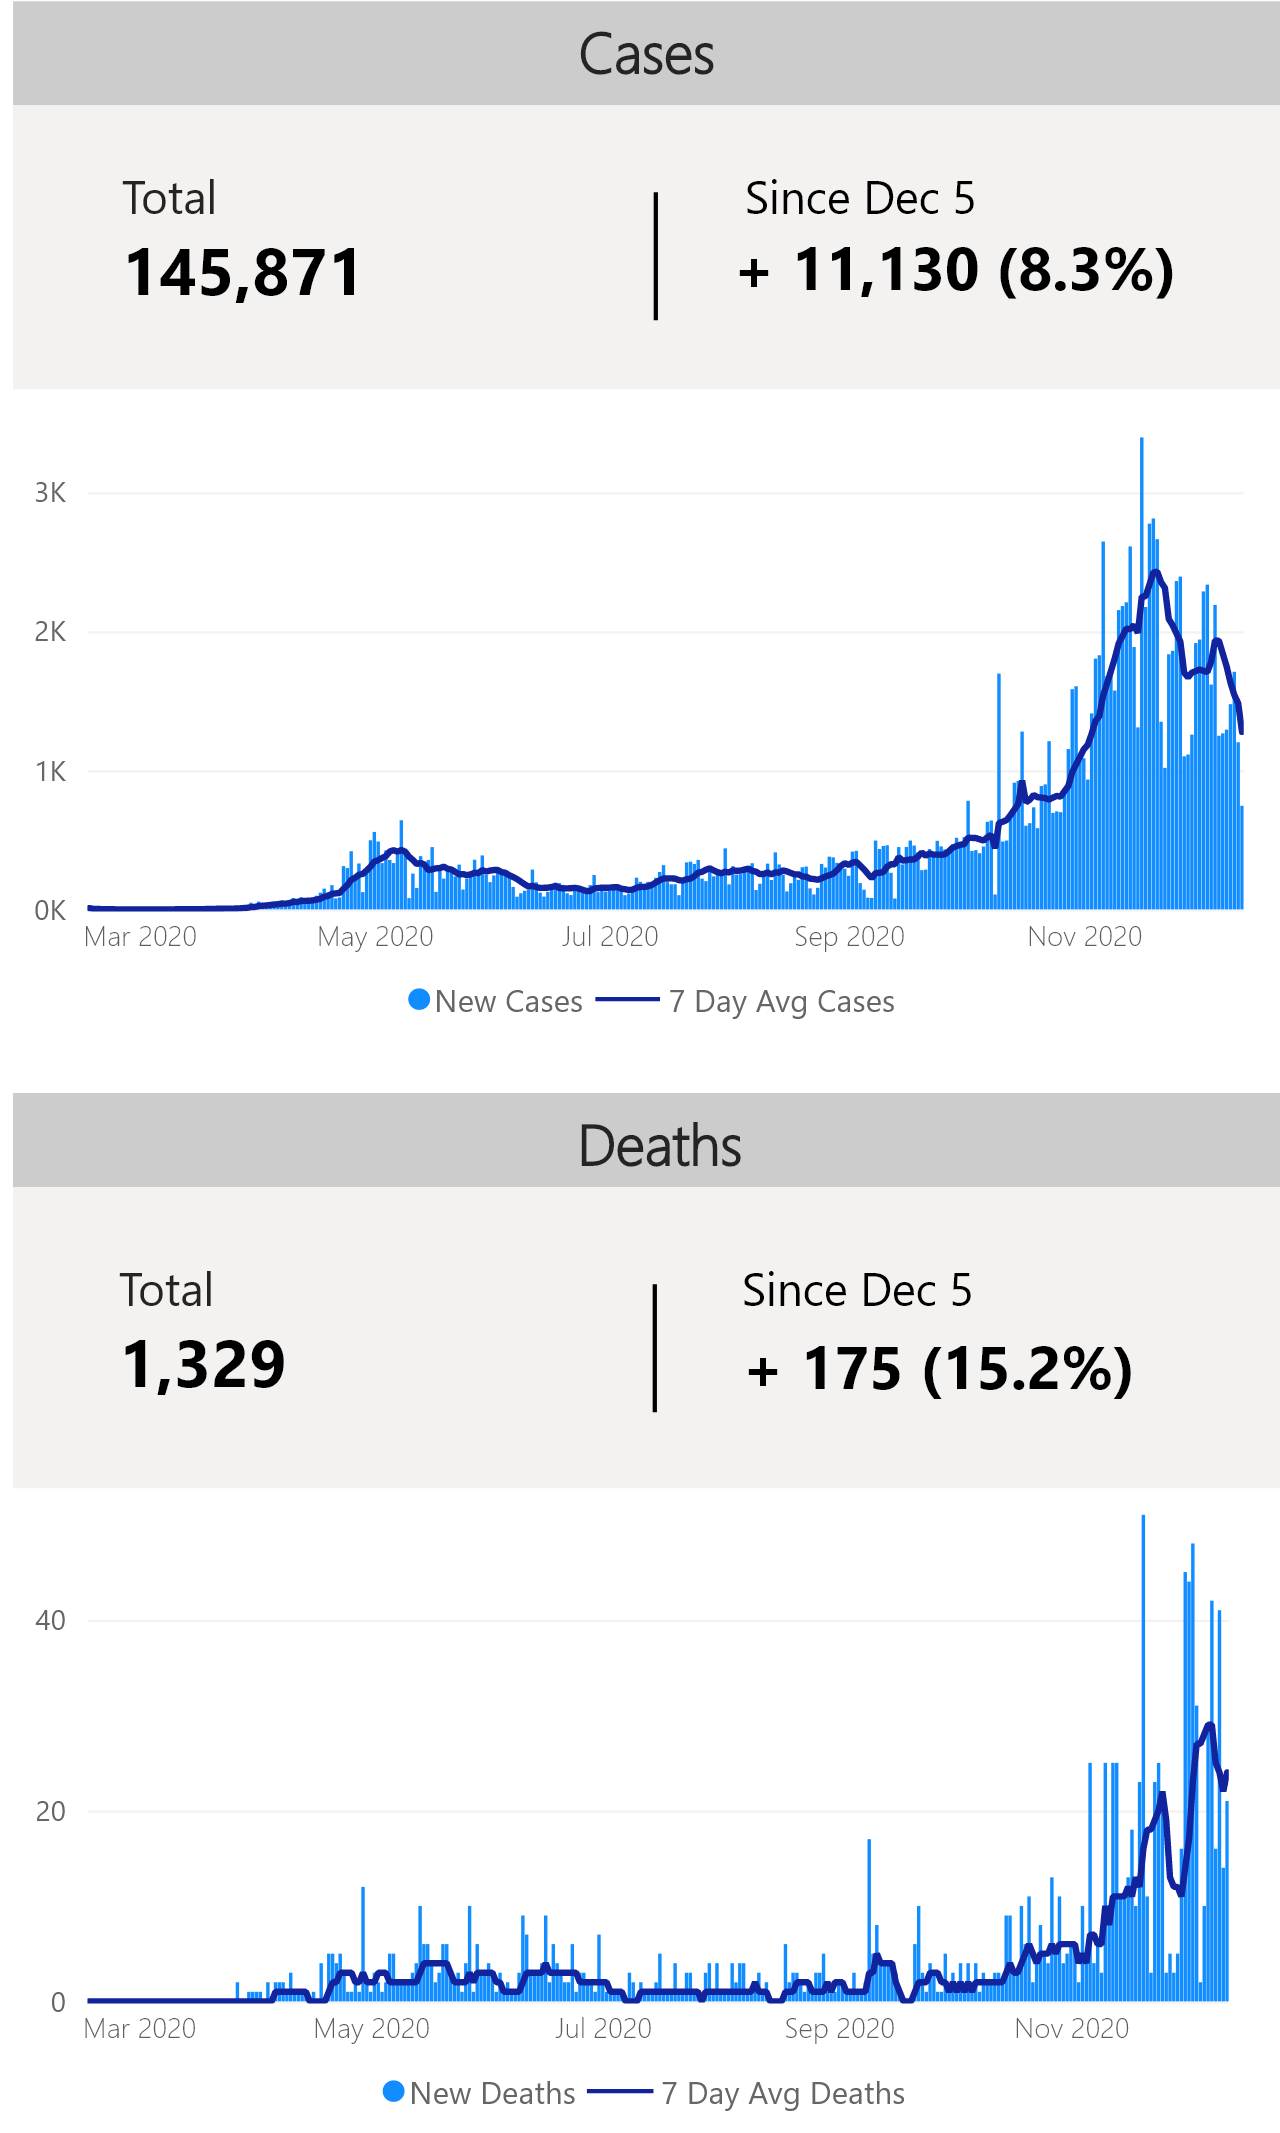 Cases
Total
Since Dec 5
145,871
+ 11,130 (8.3%)
3K
2K
1K
0K
Mar 2020 May 2020 Jul 2020 Sep 2020 Nov 2020
New Cases 7 Day Avg Cases
Deaths
Total
Since Dec 5
1,329
+ 175 (15.2%)
40
20
0
Mar 2020 May 2020 Jul 2020 Sep 2020 Nov 2020
New Deaths 7 Day Avg Deaths